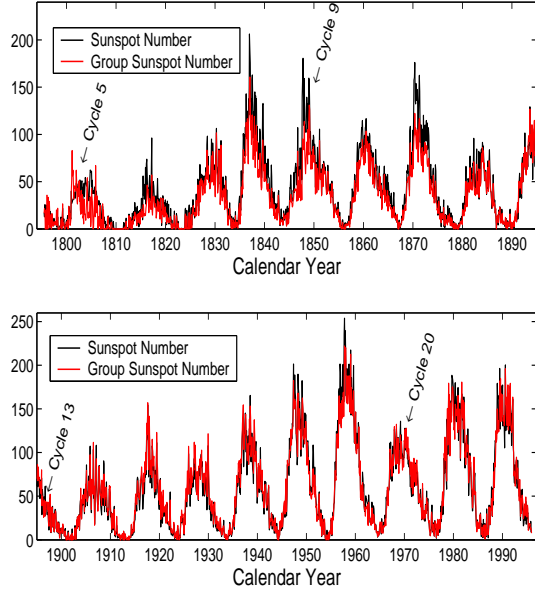 200
150
100
50
0
Sunspot Number
Group Sunspot Number
← Cycle 5
← Cycle 9
1800 1810 1820 1830 1840 1850 1860 1870 1880 1890
Calendar Year
250
200
150
100
50
0
Sunspot Number
Group Sunspot Number
← Cycle 13
← Cycle 20
1900 1910 1920 1930 1940 1950 1960 1970 1980 1990
Calendar Year